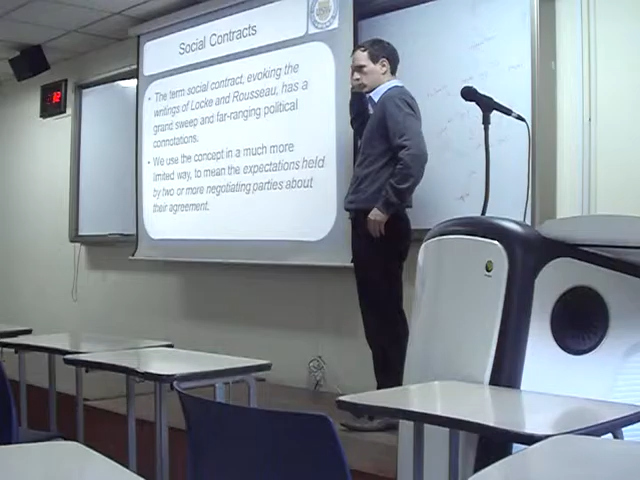 Social Contracts
• The term social contract, evoking the
writings of Locke and Rousseau, has a
grand sweep and far-ranging political
connotations.
• We use the concept in a much more
limited way, to mean the expectations held
by two or more negotiating parties about
their agreement.